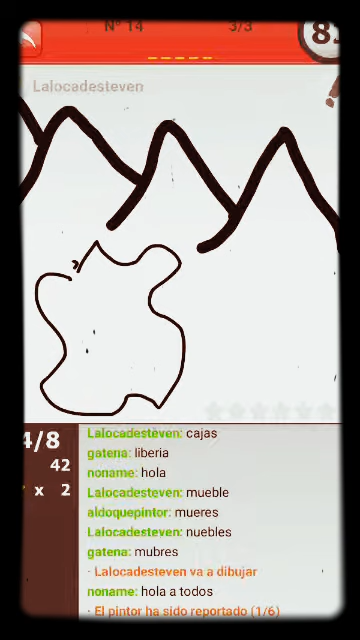 Nº 14
3/3
Lalocadesteven
4/8
42
x 2
Lalocadesteven: cajas
gatena: liberia
noname: hola
Lalocadesteven: mueble
aldoquepintor: mueres
Lalocadesteven: nuebles
gatena: mubres
· Lalocadesteven va a dibujar
noname: hola a todos
· El pintor ha sido reportado (1/6)